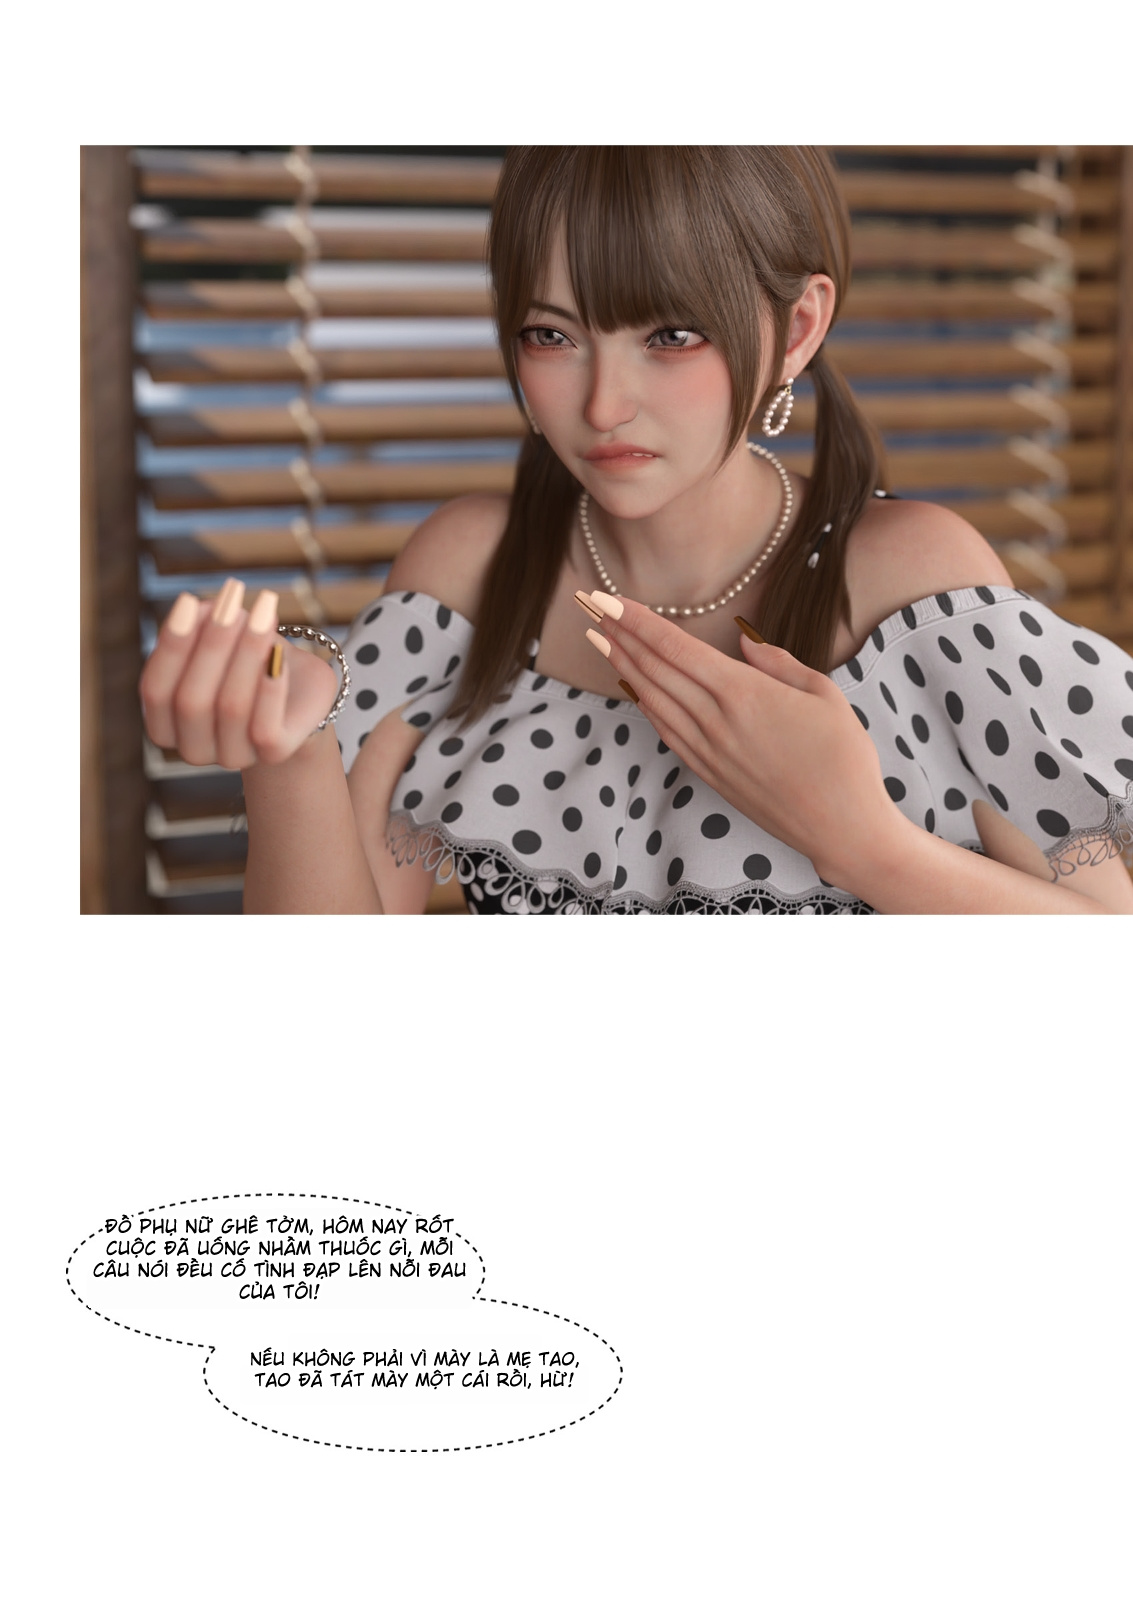 ĐỒ PHỤ NỮ GHÊ TỞM, HÔM NAY RỐT
CUỘC ĐÃ UỐNG NHẦM THUỐC GÌ, MỖI
CÂU NÓI ĐỀU CỐ TÌNH ĐẠP LÊN NỖI ĐAU
CỦA TÔI!
NẾU KHÔNG PHẢI VÌ MÀY LÀ MẸ TAO,
TAO ĐÃ TÁT MÀY MỘT CÁI RỒI, HỪ!